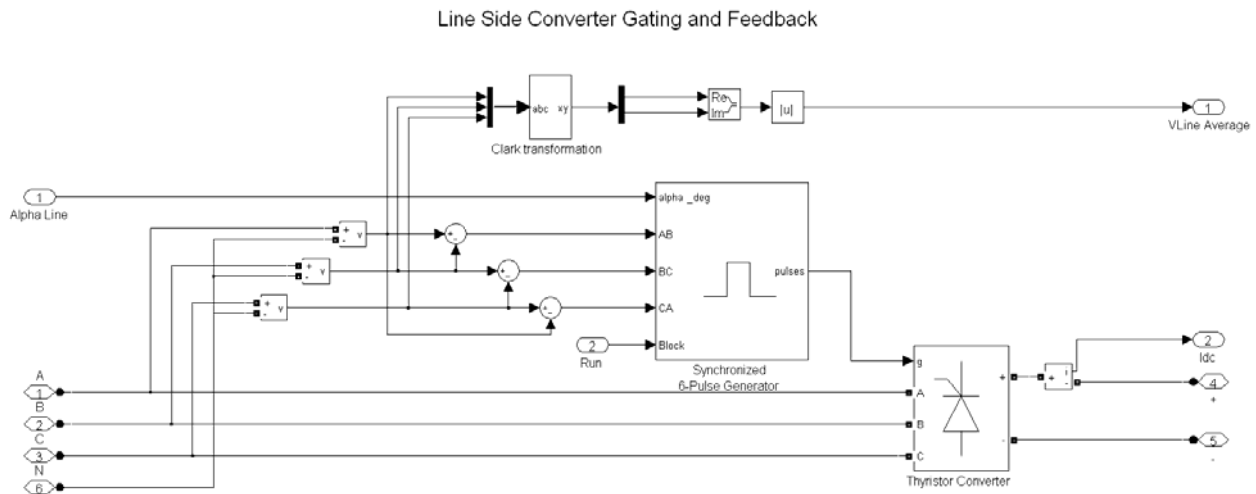 Line Side Converter Gating and Feedback
abc xy
Clark transformation
Re
Im
|u|
1
VLine Average
1
Alpha Line
alpha _deg
AB
BC
CA
Block
pulses
Synchronized
6-Pulse Generator
+
-
v
+
-
v
+
-
v
+
-
+
-
+
-
2
Run
A
1
B
2
C
3
N
6
g
A
B
C
+
-
Thyristor Converter
+
i
-
2
Idc
4
+
5
-